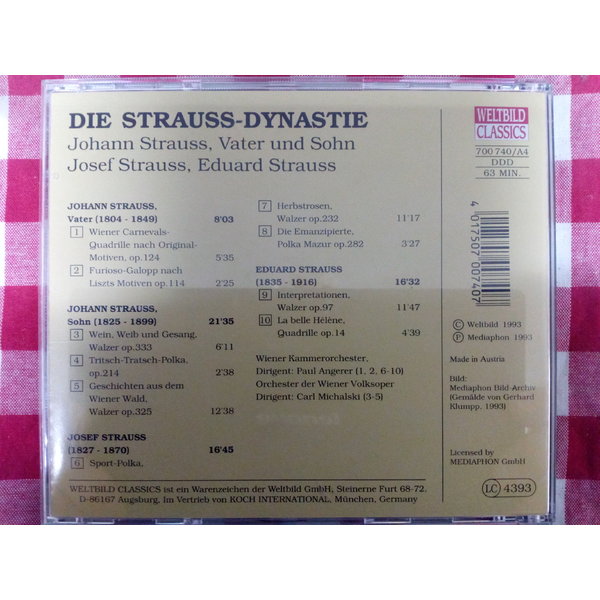 DIE STRAUSS-DYNASTIE
Johann Strauss, Vater und Sohn
Josef Strauss, Eduard Strauss
WELTBILD
CLASSICS
700 740/A4
DDD
63 MIN.
JOHANN STRAUSS,
Vater (1804 - 1849) 8'03
1 Wiener Carnevals-
Quadrille nach Original-
Motiven, op.124 5'35
2 Furioso-Galopp nach
Liszts Motiven op.114 2'25
JOHANN STRAUSS,
Sohn (1825 - 1899) 21'35
3 Wein, Weib und Gesang,
Walzer op.333 6'11
4 Tritsch-Tratsch-Polka,
op.214 2'38
5 Geschichten aus dem
Wiener Wald,
Walzer op.325 12'38
JOSEF STRAUSS
(1827 - 1870) 16'45
6 Sport-Polka,
7 Herbstrosen,
Walzer op.232 11'17
8 Die Emanzipierte,
Polka Mazur op.282 3'27
EDUARD STRAUSS
(1835 - 1916) 16'32
9 Interpretationen,
Walzer op.97 11'47
10 La belle Hélène,
Quadrille op.14 4'39
Wiener Kammerorchester,
Dirigent: Paul Angerer (1, 2, 6-10)
Orchester der Wiener Volksoper
Dirigent: Carl Michalski (3-5)
4 017507 007407
© Weltbild 1993
℗ Mediaphon 1993
Made in Austria
Bild:
Mediaphon Bild-Archiv
(Gemälde von Gerhard
Klumpp. 1993)
Licensed by
MEDIAPHON GmbH
LC 4393
WELTBILD CLASSICS ist ein Warenzeichen der Weltbild GmbH, Steinerne Furt 68-72,
D-86167 Augsburg, Im Vertrieb von KOCH INTERNATIONAL, München, Germany